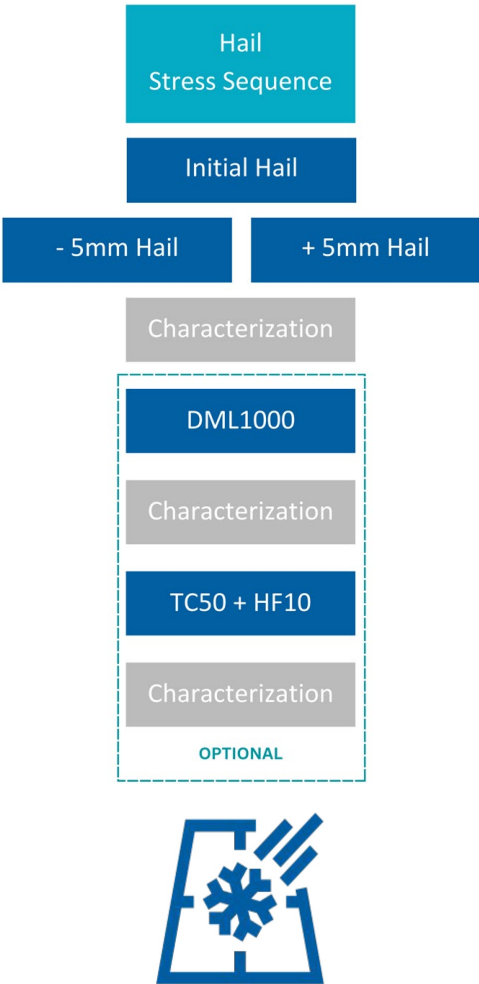 Hail
Stress Sequence
Initial Hail
- 5mm Hail
+ 5mm Hail
Characterization
DML1000
Characterization
TC50 + HF10
Characterization
OPTIONAL